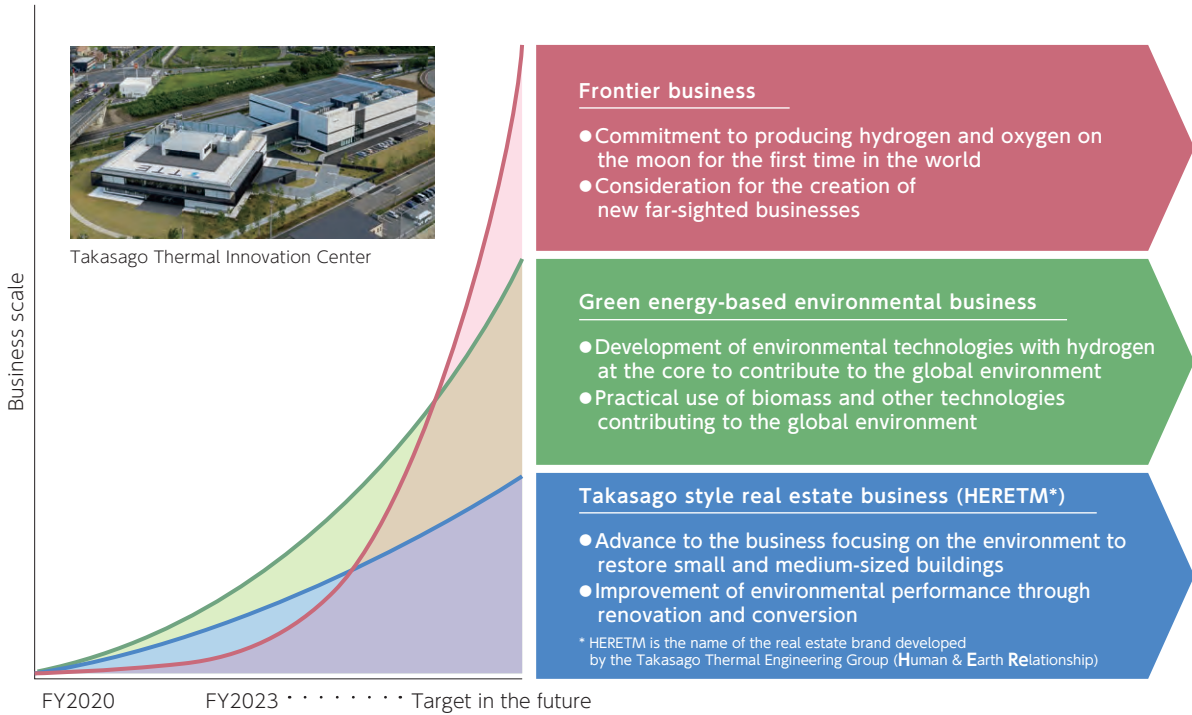 TTE
Takasago Thermal Innovation Center
Business scale
FY2020
FY2023 ・・・・・・・・ Target in the future
Frontier business
●Commitment to producing hydrogen and oxygen on
the moon for the first time in the world
●Consideration for the creation of
new far-sighted businesses
Green energy-based environmental business
●Development of environmental technologies with hydrogen
at the core to contribute to the global environment
●Practical use of biomass and other technologies
contributing to the global environment
Takasago style real estate business (HERETM*)
●Advance to the business focusing on the environment to
restore small and medium-sized buildings
●Improvement of environmental performance through
renovation and conversion
* HERETM is the name of the real estate brand developed
by the Takasago Thermal Engineering Group (Human & Earth Relationship)